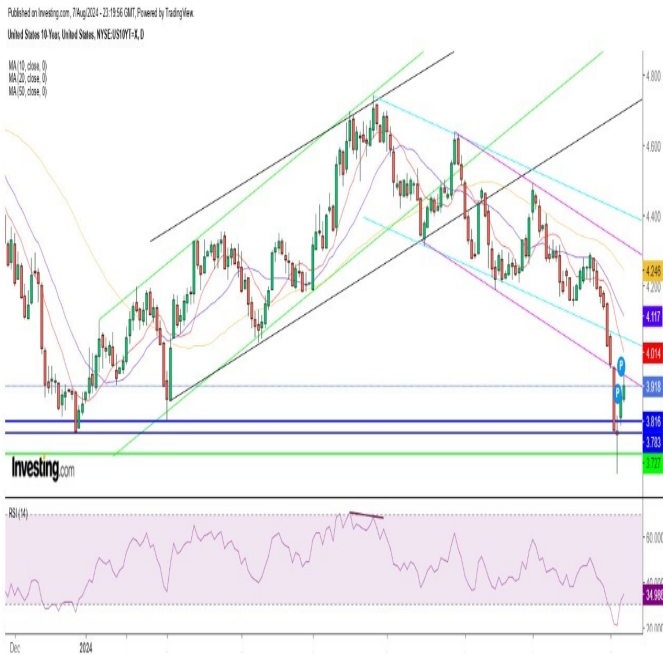 Published on Investing.com, 7/Aug/2024 - 23:19:56 GMT, Powered by TradingView.
United States 10-Year, United States, NYSE:US10YT=X, D
MA (10, close, 0)
MA (20, close, 0)
MA (50, close, 0)
4.800
4.600
4.400
4.246
4.200
4.117
4.014
3.918
P
P
3.816
3.783
3.727
Investing.com
RSI (14)
60.000
40.000
34.988
20.000
Dec
2024